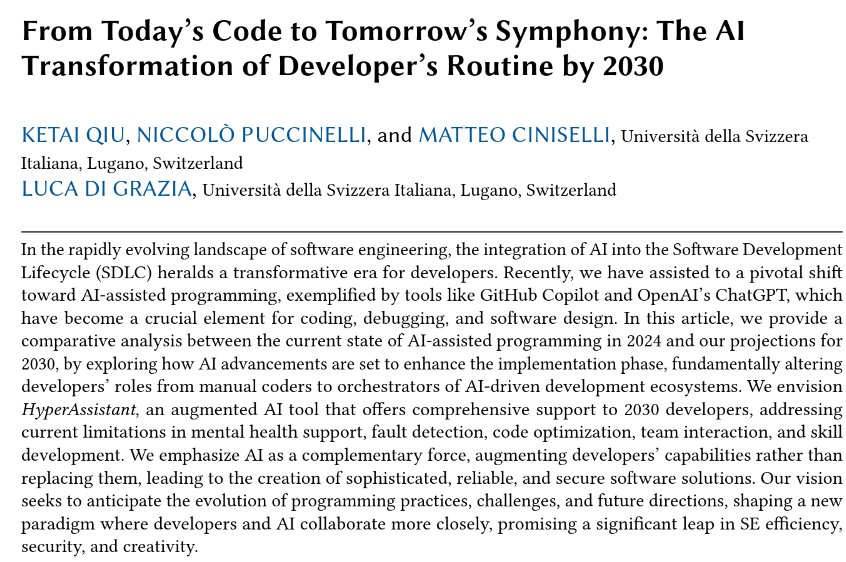 From Today's Code to Tomorrow's Symphony: The AI
Transformation of Developer's Routine by 2030
KETAI QIU, NICCOLÒ PUCCINELLI, and MATTEO CINISELLI, Università della Svizzera
Italiana, Lugano, Switzerland
LUCA DI GRAZIA, Università della Svizzera Italiana, Lugano, Switzerland
In the rapidly evolving landscape of software engineering, the integration of AI into the Software Development
Lifecycle (SDLC) heralds a transformative era for developers. Recently, we have assisted to a pivotal shift
toward AI-assisted programming, exemplified by tools like GitHub Copilot and OpenAI's ChatGPT, which
have become a crucial element for coding, debugging, and software design. In this article, we provide a
comparative analysis between the current state of AI-assisted programming in 2024 and our projections for
2030, by exploring how AI advancements are set to enhance the implementation phase, fundamentally altering
developers' roles from manual coders to orchestrators of AI-driven development ecosystems. We envision
HyperAssistant, an augmented AI tool that offers comprehensive support to 2030 developers, addressing
current limitations in mental health support, fault detection, code optimization, team interaction, and skill
development. We emphasize AI as a complementary force, augmenting developers' capabilities rather than
replacing them, leading to the creation of sophisticated, reliable, and secure software solutions. Our vision
seeks to anticipate the evolution of programming practices, challenges, and future directions, shaping a new
paradigm where developers and AI collaborate more closely, promising a significant leap in SE efficiency,
security, and creativity.